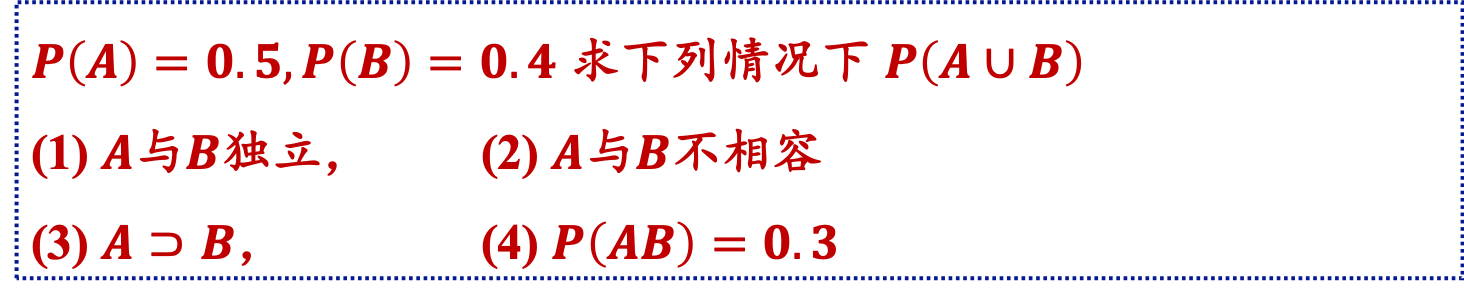 P(A) = 0.5, P(B) = 0.4 求下列情况下 P(A ∪ B)
(1) A与B独立， (2) A与B不相容
(3) A ⊃ B， (4) P(AB) = 0.3